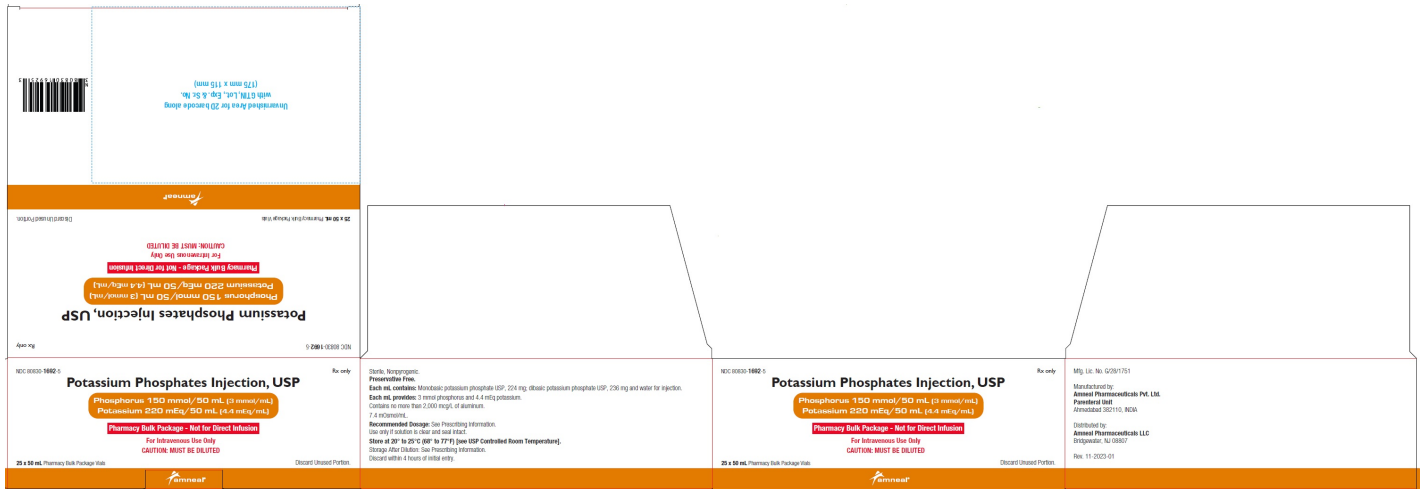 Unvarnished Area for 2D barcode along
with GTIN, Lot., Exp. & Sr. No.
(175 mm x 115 mm)
amneal
25 x 50 mL Pharmacy Bulk Package Vials
Discard Unused Portion.
CAUTION: MUST BE DILUTED
For Intravenous Use Only
Pharmacy Bulk Package - Not for Direct Infusion
Potassium 220 mEq/50 mL (4.4 mEq/mL)
Phosphorus 150 mmol/50 mL (3 mmol/mL)
Potassium Phosphates Injection, USP
NDC 80830-1692-5
Rx only
NDC 80830-1692-5
Rx only
Potassium Phosphates Injection, USP
Phosphorus 150 mmol/50 mL (3 mmol/mL)
Potassium 220 mEq/50 mL (4.4 mEq/mL)
Pharmacy Bulk Package - Not for Direct Infusion
For Intravenous Use Only
CAUTION: MUST BE DILUTED
25 x 50 mL Pharmacy Bulk Package Vials
Discard Unused Portion.
amneal
Sterile, Nonpyrogenic.
Preservative Free.
Each mL contains: Monobasic potassium phosphate USP, 224 mg; dibasic potassium phosphate USP, 236 mg and water for injection.
Each mL provides: 3 mmol phosphorus and 4.4 mEq potassium.
Contains no more than 2,000 mcg/L of aluminum.
7.4 mOsmol/mL.
Recommended Dosage: See Prescribing Information.
Use only if solution is clear and seal intact.
Store at 20° to 25°C (68° to 77°F) [see USP Controlled Room Temperature].
Storage After Dilution: See Prescribing Information.
Discard within 4 hours of initial entry.
NDC 80830-1692-5
Rx only
Potassium Phosphates Injection, USP
Phosphorus 150 mmol/50 mL (3 mmol/mL)
Potassium 220 mEq/50 mL (4.4 mEq/mL)
Pharmacy Bulk Package - Not for Direct Infusion
For Intravenous Use Only
CAUTION: MUST BE DILUTED
25 x 50 mL Pharmacy Bulk Package Vials
Discard Unused Portion.
amneal
Mfg. Lic. No. G/28/1751
Manufactured by:
Amneal Pharmaceuticals Pvt. Ltd.
Parenteral Unit
Ahmedabad 382110, INDIA
Distributed by:
Amneal Pharmaceuticals LLC
Bridgewater, NJ 08807
Rev. 11-2023-01